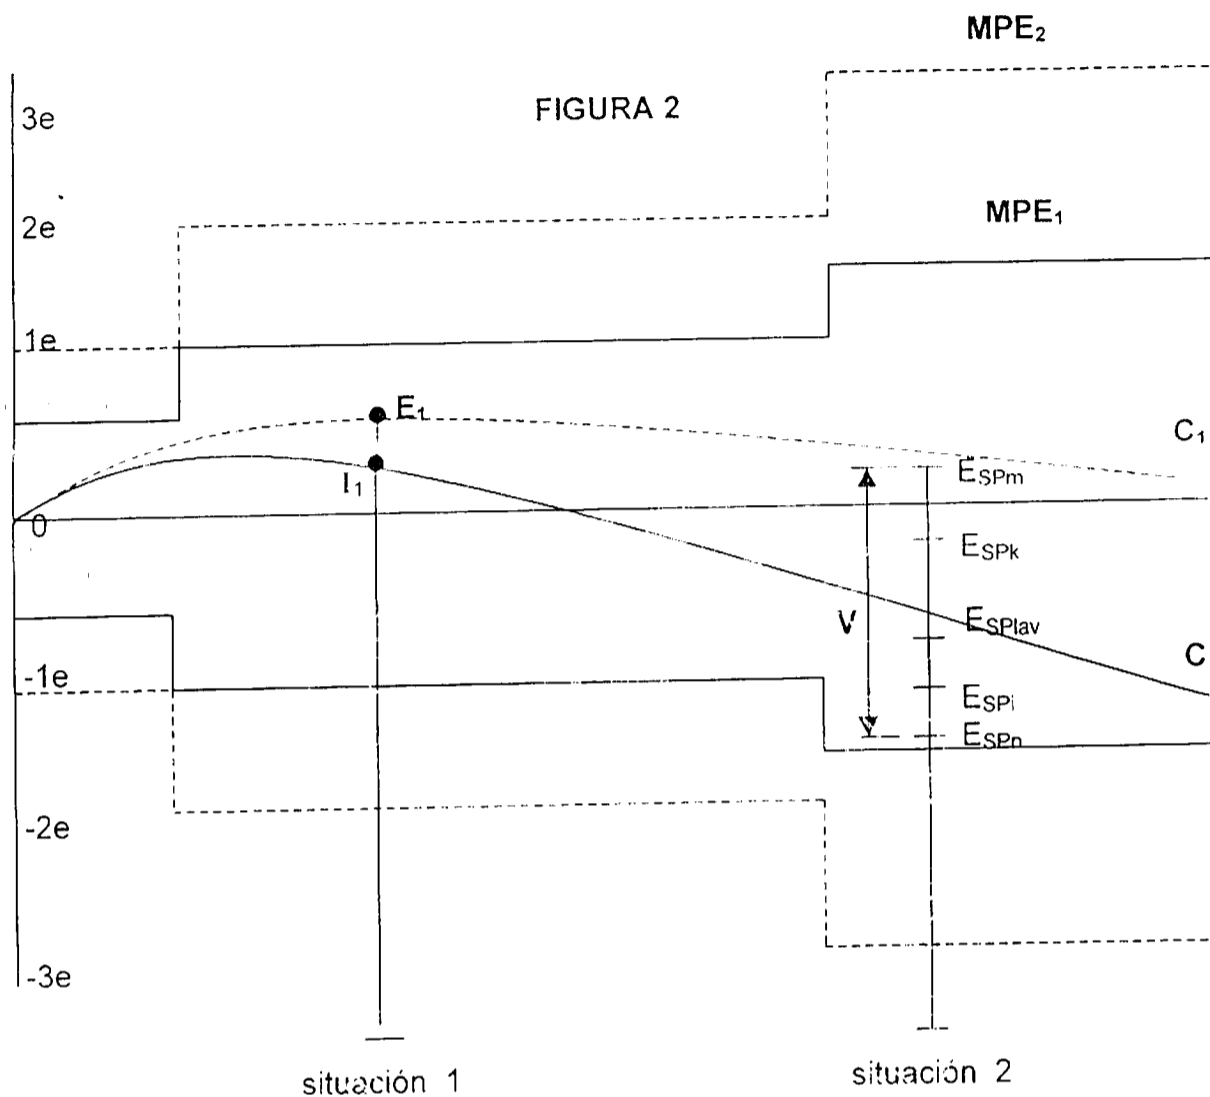 MPE₂
FIGURA 2
3e
2e
MPE₁
1e
E₁
C₁
I₁
E_SPm
0
E_SPk
V
E_SPlav
C
-1e
E_SPi
E_SPn
-2e
-3e
situación 1
situación 2